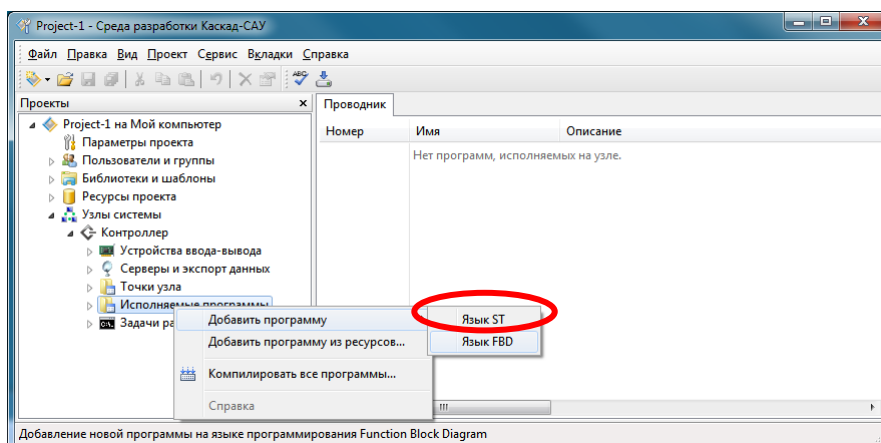 Project-1 - Среда разработки Каскад-САУ
Файл Правка Вид Проект Сервис Вкладки Справка
ABC
Проекты x
Проводник
Project-1 на Мой компьютер
Параметры проекта
Пользователи и группы
Библиотеки и шаблоны
Ресурсы проекта
Узлы системы
Контроллер
Устройства ввода-вывода
Серверы и экспорт данных
Точки узла
Исполняемые программы
Задачи ра
Номер Имя Описание
Нет программ, исполняемых на узле.
Добавить программу
Добавить программу из ресурсов...
Компилировать все программы...
Справка
Язык ST
Язык FBD
Добавление новой программы на языке программирования Function Block Diagram